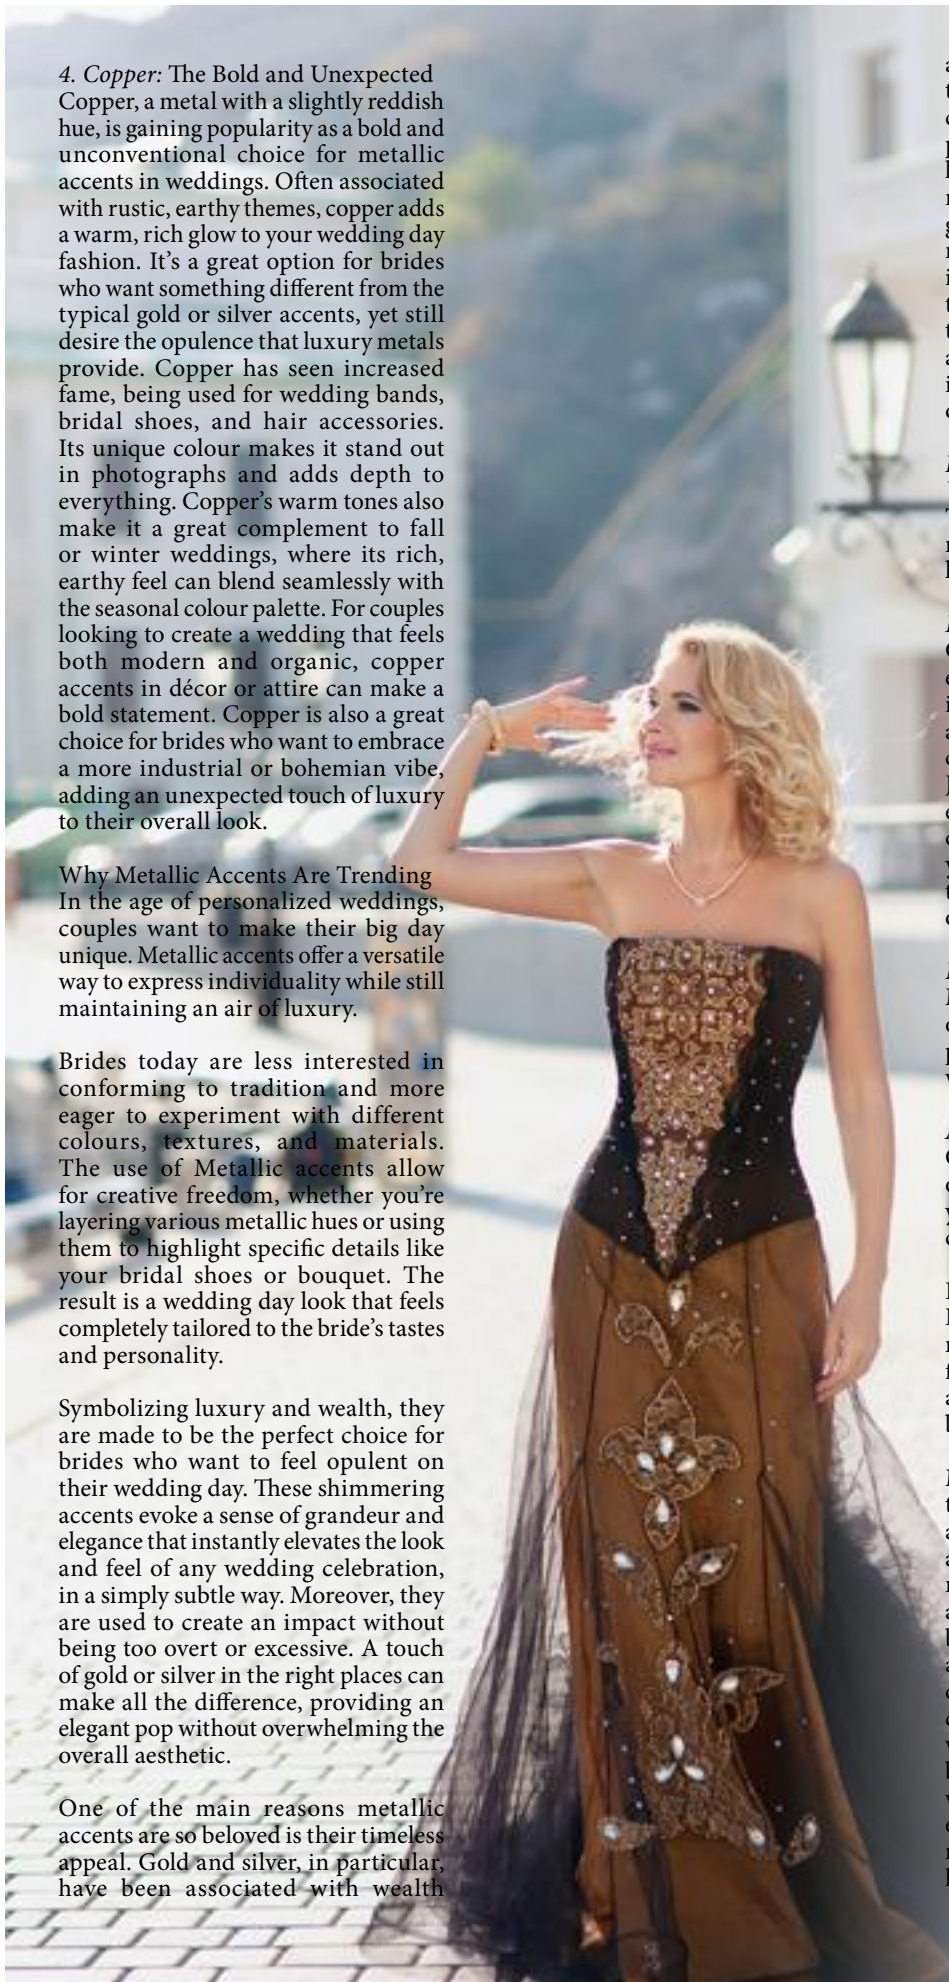 4. Copper: The Bold and Unexpected
Copper, a metal with a slightly reddish
hue, is gaining popularity as a bold and
unconventional choice for metallic
accents in weddings. Often associated
with rustic, earthy themes, copper adds
a warm, rich glow to your wedding day
fashion. It’s a great option for brides
who want something different from the
typical gold or silver accents, yet still
desire the opulence that luxury metals
provide. Copper has seen increased
fame, being used for wedding bands,
bridal shoes, and hair accessories.
Its unique colour makes it stand out
in photographs and adds depth to
everything. Copper’s warm tones also
make it a great complement to fall
or winter weddings, where its rich,
earthy feel can blend seamlessly with
the seasonal colour palette. For couples
looking to create a wedding that feels
both modern and organic, copper
accents in décor or attire can make a
bold statement. Copper is also a great
choice for brides who want to embrace
a more industrial or bohemian vibe,
adding an unexpected touch of luxury
to their overall look.
Why Metallic Accents Are Trending
In the age of personalized weddings,
couples want to make their big day
unique. Metallic accents offer a versatile
way to express individuality while still
maintaining an air of luxury.
Brides today are less interested in
conforming to tradition and more
eager to experiment with different
colours, textures, and materials.
The use of Metallic accents allow
for creative freedom, whether you’re
layering various metallic hues or using
them to highlight specific details like
your bridal shoes or bouquet. The
result is a wedding day look that feels
completely tailored to the bride’s tastes
and personality.
Symbolizing luxury and wealth, they
are made to be the perfect choice for
brides who want to feel opulent on
their wedding day. These shimmering
accents evoke a sense of grandeur and
elegance that instantly elevates the look
and feel of any wedding celebration,
in a simply subtle way. Moreover, they
are used to create an impact without
being too overt or excessive. A touch
of gold or silver in the right places can
make all the difference, providing an
elegant pop without overwhelming the
overall aesthetic.
One of the main reasons metallic
accents are so beloved is their timeless
appeal. Gold and silver, in particular,
have been associated with wealth